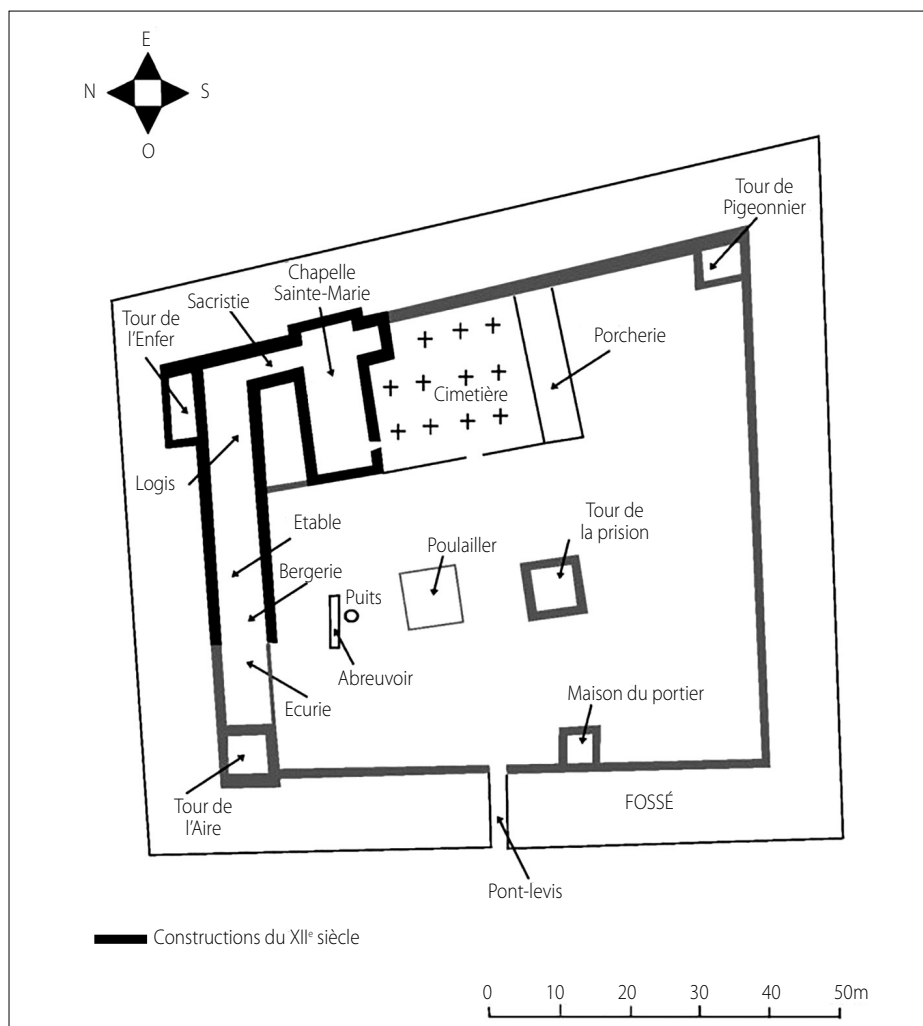 E
N
S
O
Tour de
Pigeonnier
Chapelle
Sainte-Marie
Sacristie
Tour de
l'Enfer
Porcherie
Cimetière
Logis
Etable
Tour de
la prision
Poulailler
Bergerie
Puits
Abreuvoir
Ecurie
Maison du portier
Tour de
l'Aire
FOSSÉ
Pont-levis
Constructions du XIIe siècle
0 10 20 30 40 50m